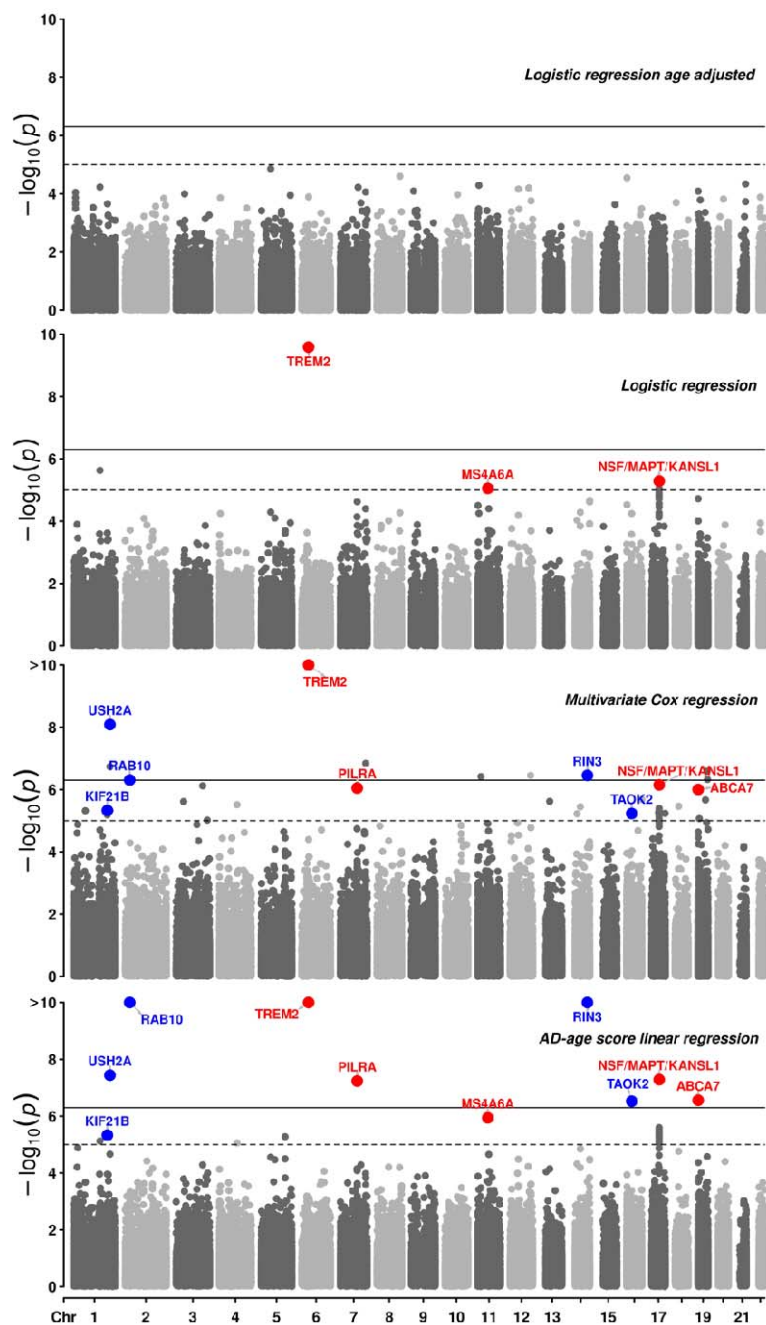 10
8
6
4
2
0
−log₁₀(p)
Logistic regression age adjusted
10
8
6
4
2
0
−log₁₀(p)
TREM2
Logistic regression
MS4A6A
NSF/MAPT/KANSL1
>10
8
6
4
2
0
−log₁₀(p)
TREM2
Multivariate Cox regression
USH2A
RAB10
KIF21B
PILRA
RIN3
NSF/MAPT/KANSL1
TAOK2
ABCA7
>10
8
6
4
2
0
−log₁₀(p)
RAB10
TREM2
RIN3
AD-age score linear regression
USH2A
KIF21B
PILRA
MS4A6A
NSF/MAPT/KANSL1
TAOK2
ABCA7
Chr 1 2 3 4 5 6 7 8 9 10 11 12 13 15 17 19 21